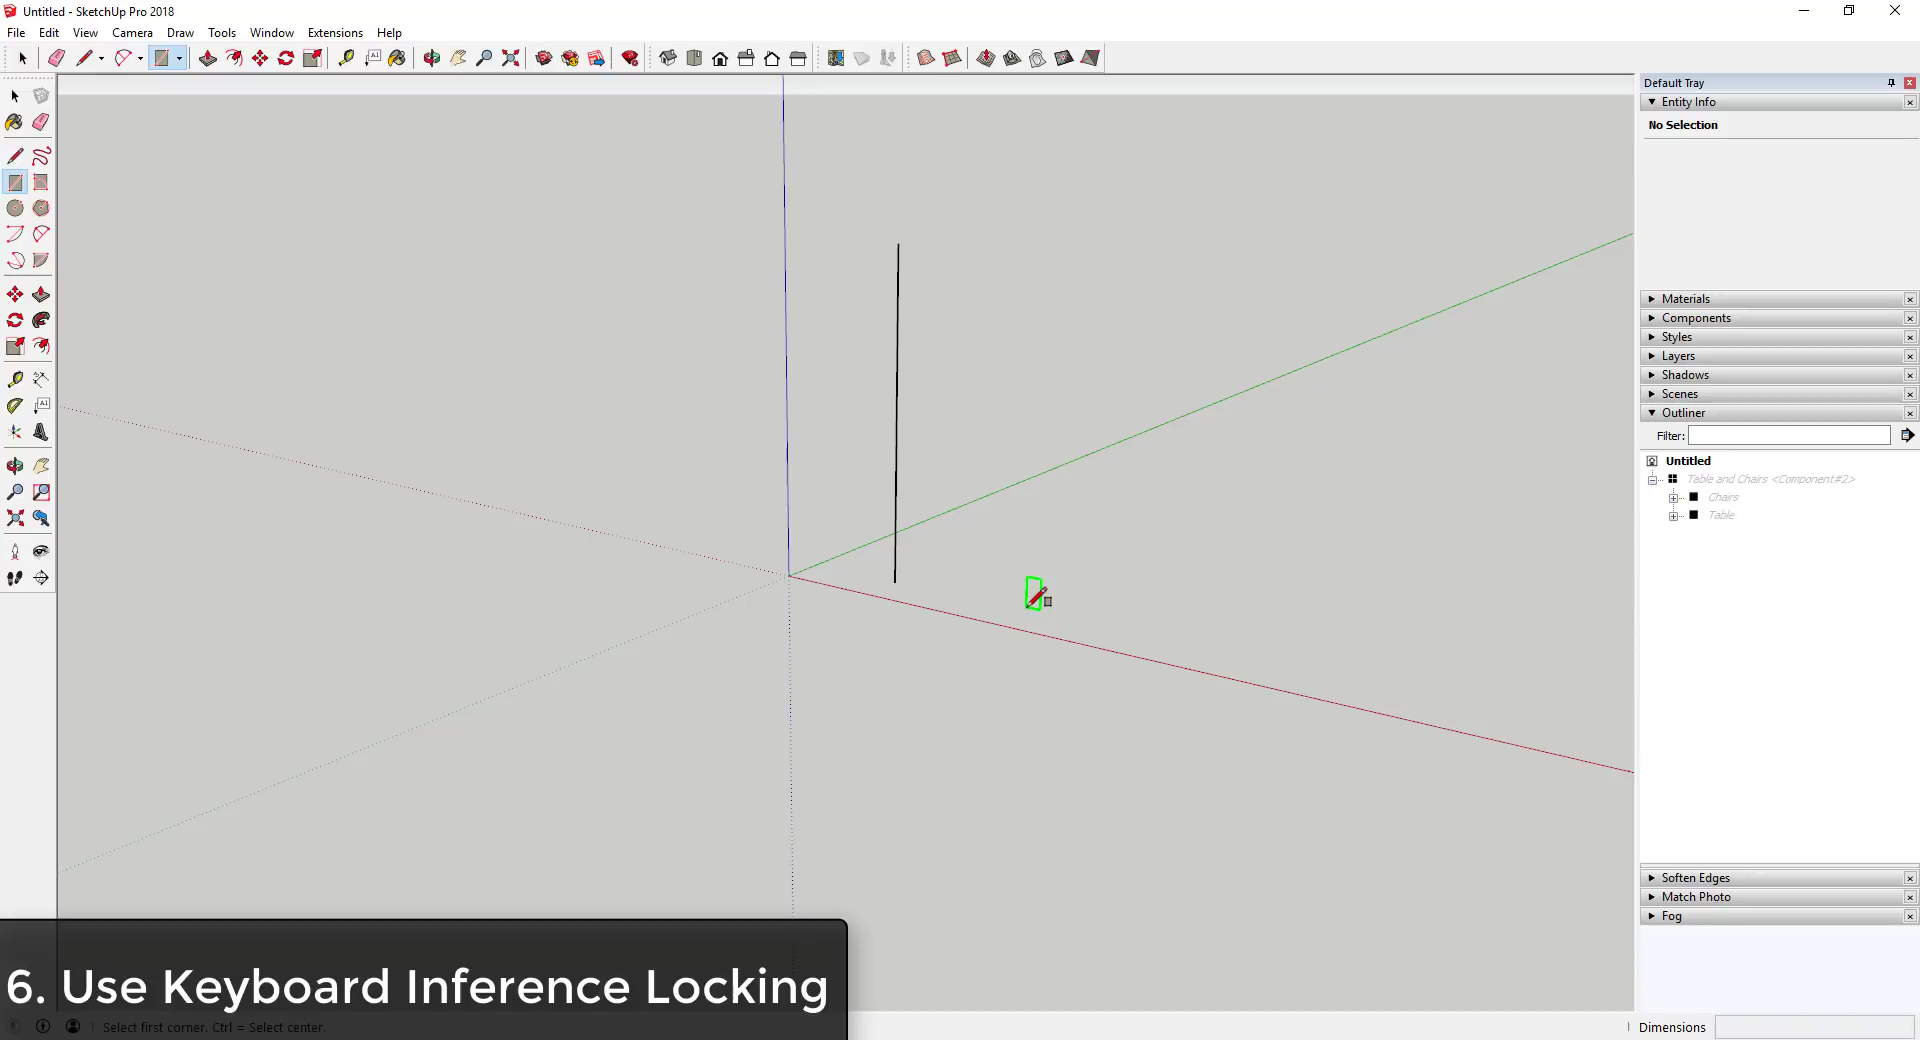 Untitled - SketchUp Pro 2018
File Edit View Camera Draw Tools Window Extensions Help
Default Tray
Entity Info
No Selection
Materials
Components
Styles
Layers
Shadows
Scenes
Outliner
Filter:
Untitled
Table and Chairs <Component#2>
Chairs
Table
Soften Edges
Match Photo
Fog
6. Use Keyboard Inference Locking
Select first corner. Ctrl = Select center.
Dimensions